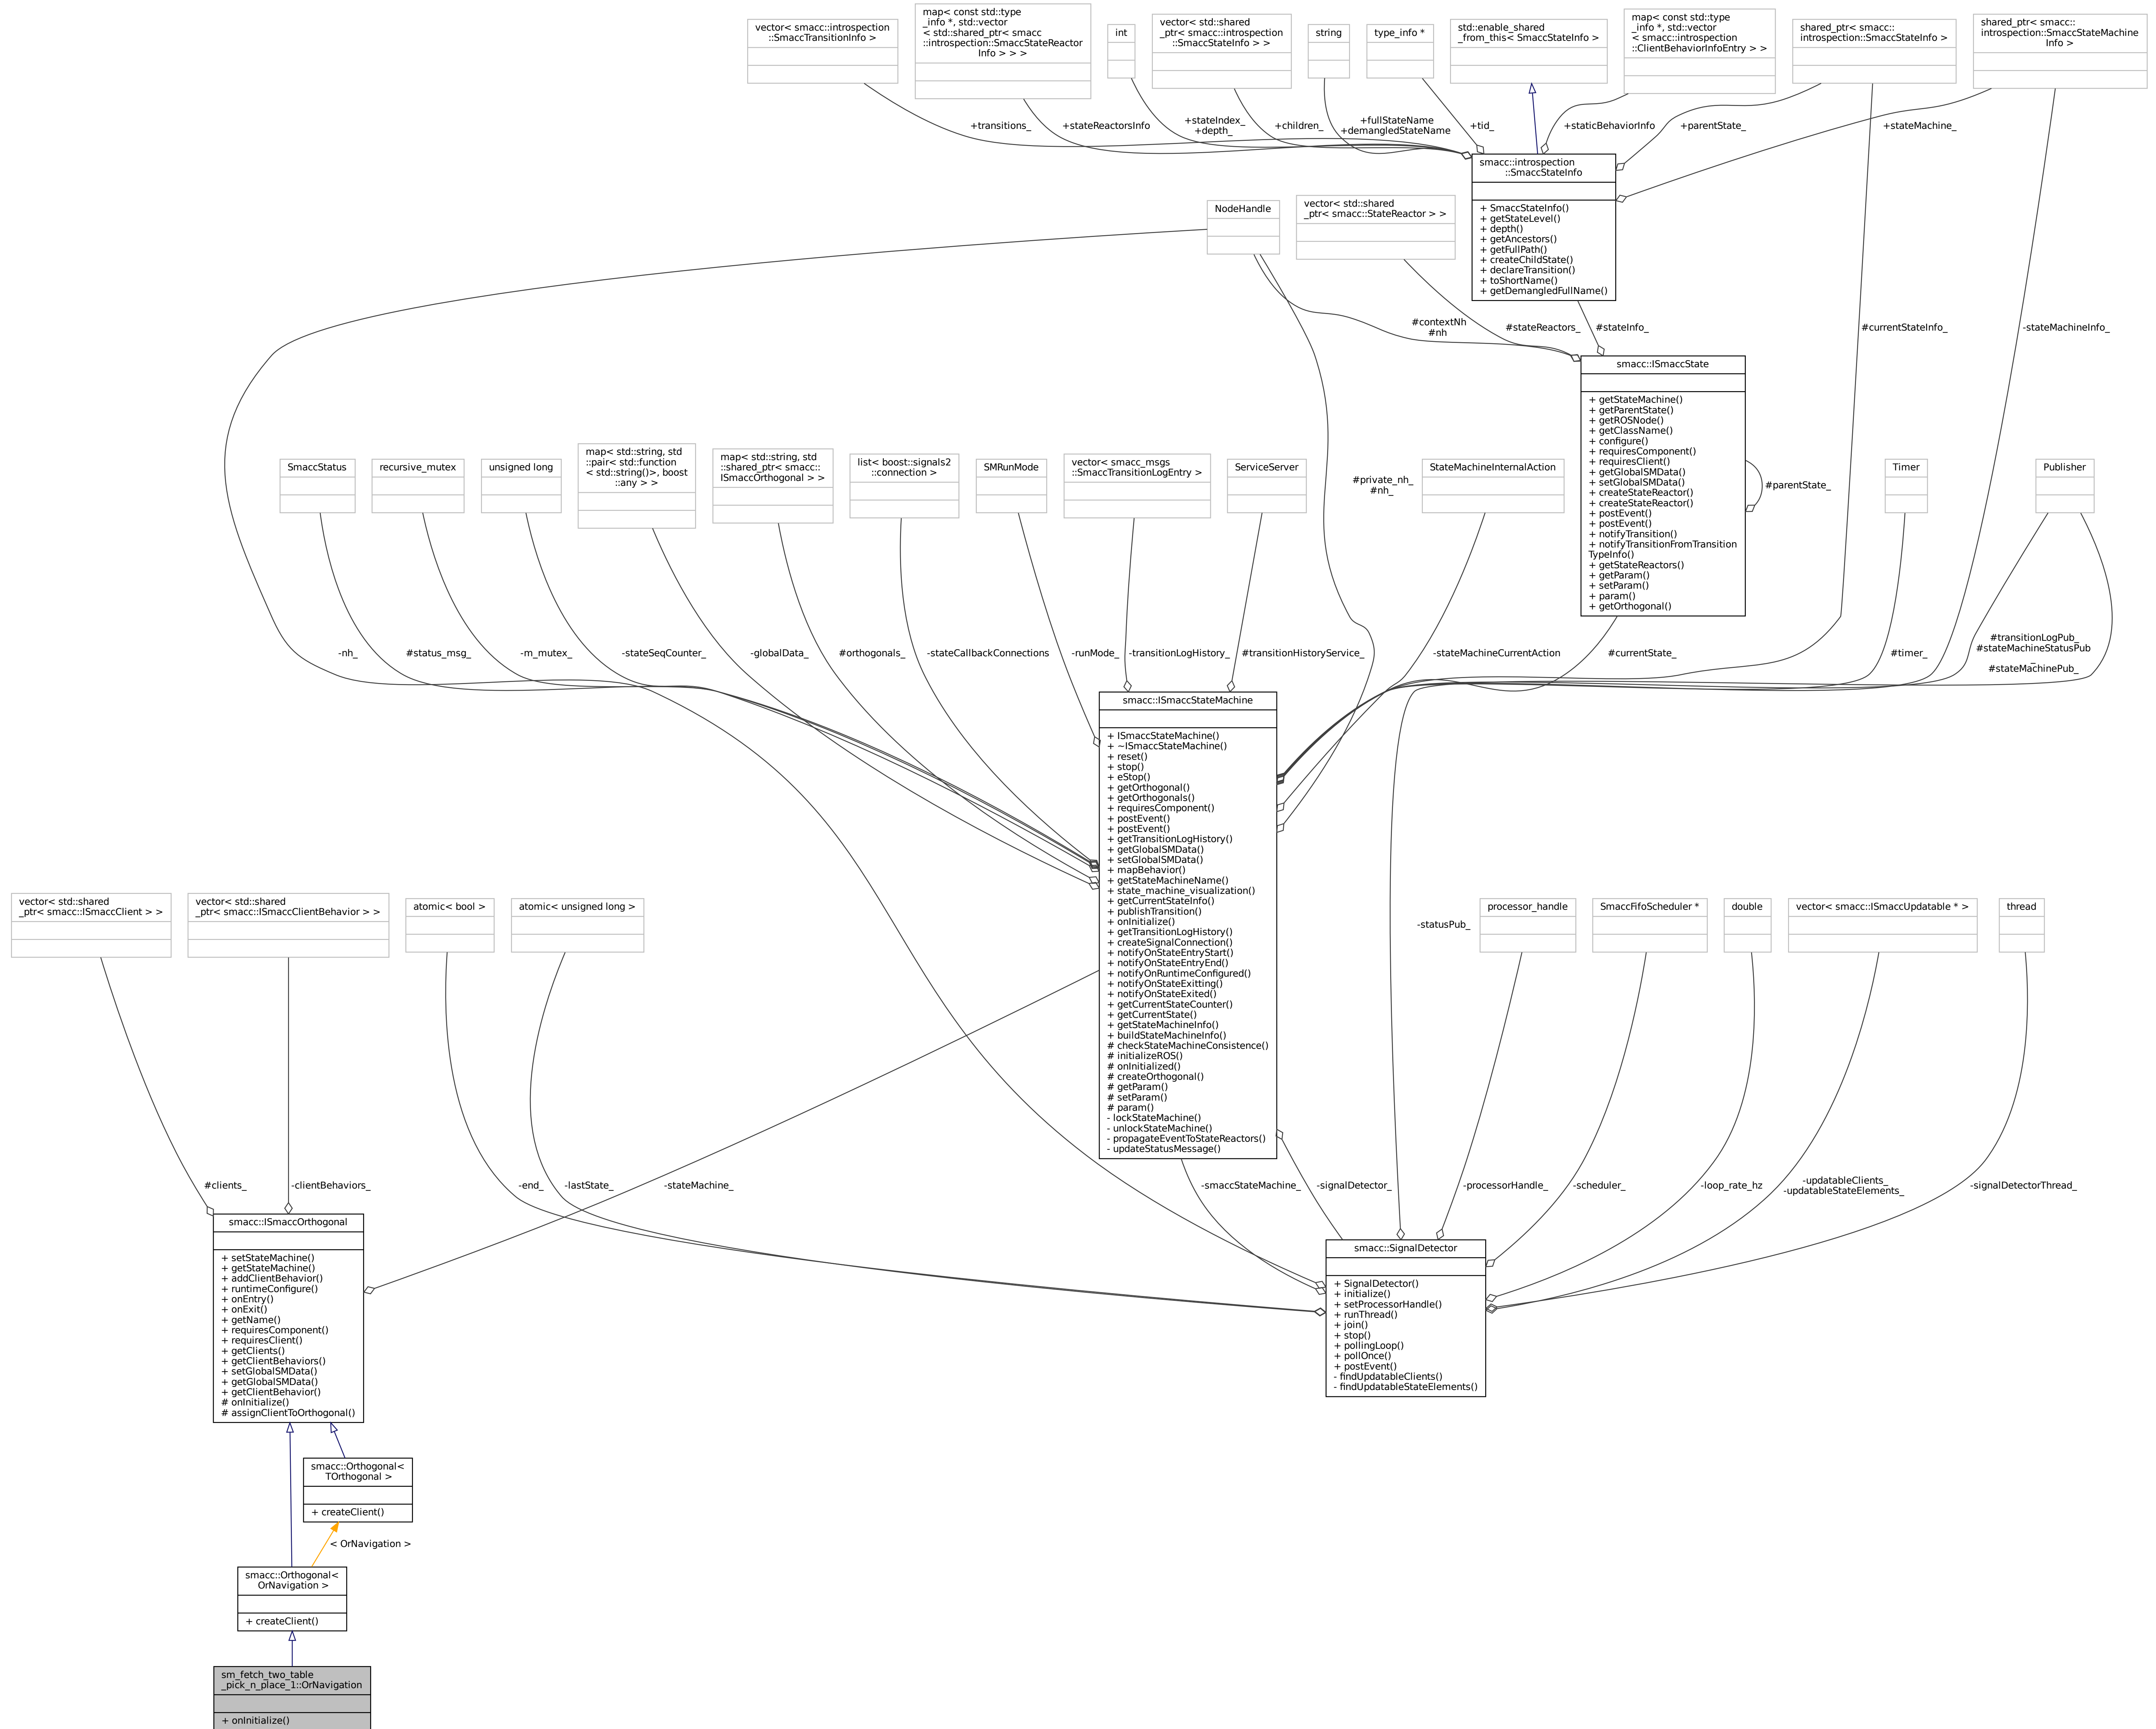 vector< smacc::introspection
::SmaccTransitionInfo >
map< const std::type
_info *, std::vector
< std::shared_ptr< smacc
::introspection::SmaccStateReactor
Info > > >
int
vector< std::shared
_ptr< smacc::introspection
::SmaccStateInfo > >
string
type_info *
std::enable_shared
_from_this< SmaccStateInfo >
map< const std::type
_info *, std::vector
< smacc::introspection
::ClientBehaviorInfoEntry > >
shared_ptr< smacc::
introspection::SmaccStateInfo >
shared_ptr< smacc::
introspection::SmaccStateMachine
Info >
+transitions_
+stateReactorsInfo
+stateIndex_
+depth_
+children_
+fullStateName
+demangledStateName
+tid_
+staticBehaviorInfo
+parentState_
+stateMachine_
smacc::introspection
::SmaccStateInfo
+ SmaccStateInfo()
+ getStateLevel()
+ depth()
+ getAncestors()
+ getFullPath()
+ createChildState()
+ declareTransition()
+ toShortName()
+ getDemangledFullName()
NodeHandle
vector< std::shared
_ptr< smacc::StateReactor > >
#contextNh
#nh
#stateReactors_
#stateInfo_
#currentStateInfo_
-stateMachineInfo_
smacc::ISmaccState
+ getStateMachine()
+ getParentState()
+ getROSNode()
+ getClassName()
+ configure()
+ requiresComponent()
+ requiresClient()
+ getGlobalSMData()
+ setGlobalSMData()
+ createStateReactor()
+ createStateReactor()
+ postEvent()
+ postEvent()
+ notifyTransition()
+ notifyTransitionFromTransition
TypeInfo()
+ getStateReactors()
+ getParam()
+ setParam()
+ param()
+ getOrthogonal()
#parentState_
SmaccStatus
recursive_mutex
unsigned long
map< std::string, std
::pair< std::function
< std::string()>, boost
::any > >
map< std::string, std
::shared_ptr< smacc::
ISmaccOrthogonal > >
list< boost::signals2
::connection >
SMRunMode
vector< smacc_msgs
::SmaccTransitionLogEntry >
ServiceServer
#private_nh_
#nh_
StateMachineInternalAction
Timer
Publisher
-nh_
#status_msg_
-m_mutex_
-stateSeqCounter_
-globalData_
#orthogonals_
-stateCallbackConnections
-runMode_
-transitionLogHistory_
#transitionHistoryService_
-stateMachineCurrentAction
#currentState_
#timer_
#transitionLogPub_
#stateMachineStatusPub
_
#stateMachinePub_
smacc::ISmaccStateMachine
+ ISmaccStateMachine()
+ ~ISmaccStateMachine()
+ reset()
+ stop()
+ eStop()
+ getOrthogonal()
+ getOrthogonals()
+ requiresComponent()
+ postEvent()
+ postEvent()
+ getTransitionLogHistory()
+ getGlobalSMData()
+ setGlobalSMData()
+ mapBehavior()
+ getStateMachineName()
+ state_machine_visualization()
+ getCurrentStateInfo()
+ publishTransition()
+ onInitialize()
+ getTransitionLogHistory()
+ createSignalConnection()
+ notifyOnStateEntryStart()
+ notifyOnStateEntryEnd()
+ notifyOnRuntimeConfigured()
+ notifyOnStateExitting()
+ notifyOnStateExited()
+ getCurrentStateCounter()
+ getCurrentState()
+ getStateMachineInfo()
+ buildStateMachineInfo()
# checkStateMachineConsistence()
# initializeROS()
# onInitialized()
# createOrthogonal()
# getParam()
# setParam()
# param()
- lockStateMachine()
- unlockStateMachine()
- propagateEventToStateReactors()
- updateStatusMessage()
vector< std::shared
_ptr< smacc::ISmaccClient > >
vector< std::shared
_ptr< smacc::ISmaccClientBehavior > >
atomic< bool >
atomic< unsigned long >
-statusPub_
processor_handle
SmaccFifoScheduler *
double
vector< smacc::ISmaccUpdatable * >
thread
#clients_
-clientBehaviors_
-end_
-lastState_
-stateMachine_
-smaccStateMachine_
-signalDetector_
-processorHandle_
-scheduler_
-loop_rate_hz
-updatableClients_
-updatableStateElements_
-signalDetectorThread_
smacc::ISmaccOrthogonal
+ setStateMachine()
+ getStateMachine()
+ addClientBehavior()
+ runtimeConfigure()
+ onEntry()
+ onExit()
+ getName()
+ requiresComponent()
+ requiresClient()
+ getClients()
+ getClientBehaviors()
+ setGlobalSMData()
+ getGlobalSMData()
+ getClientBehavior()
# onInitialize()
# assignClientToOrthogonal()
smacc::SignalDetector
+ SignalDetector()
+ initialize()
+ setProcessorHandle()
+ runThread()
+ join()
+ stop()
+ pollingLoop()
+ pollOnce()
+ postEvent()
- findUpdatableClients()
- findUpdatableStateElements()
smacc::Orthogonal<
TOrthogonal >
+ createClient()
< OrNavigation >
smacc::Orthogonal<
OrNavigation >
+ createClient()
sm_fetch_two_table
_pick_n_place_1::OrNavigation
+ onInitialize()